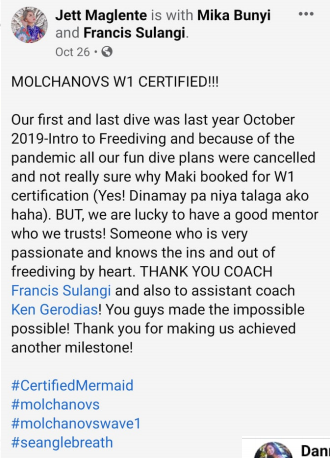 Jett Maglente is with Mika Bunyi
and Francis Sulangi.
Oct 26 •
MOLCHANOVS W1 CERTIFIED!!!
Our first and last dive was last year October
2019-Intro to Freediving and because of the
pandemic all our fun dive plans were cancelled
and not really sure why Maki booked for W1
certification (Yes! Dinamay pa niya talaga ako
haha). BUT, we are lucky to have a good mentor
who we trusts! Someone who is very
passionate and knows the ins and out of
freediving by heart. THANK YOU COACH
Francis Sulangi and also to assistant coach
Ken Gerodias! You guys made the impossible
possible! Thank you for making us achieved
another milestone!
#CertifiedMermaid
#molchanovs
#molchanovswave1
#seanglebreath